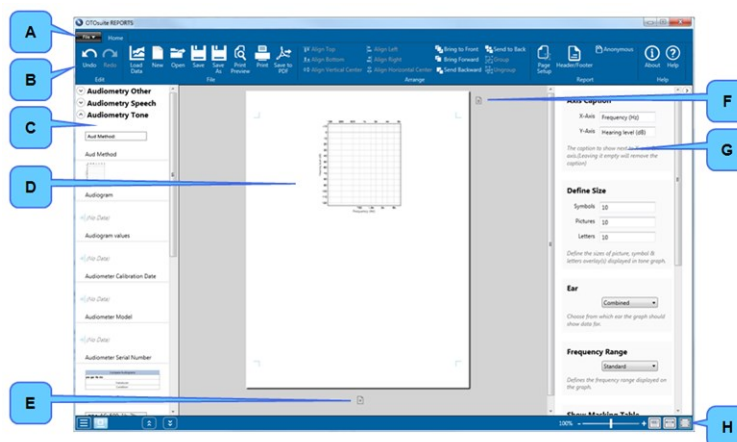 OTOsuite REPORTS
A
File
Home
B
Undo
Redo
Load Data
New
Open
Save
Save As
Print Preview
Print
Save to PDF
Align Top
Align Bottom
Align Vertical Center
Align Left
Align Right
Align Horizontal Center
Bring to Front
Bring Forward
Send Backward
Send to Back
Group
Ungroup
Page Setup
Header/Footer
Anonymous
About
Help
Edit
File
Arrange
Report
Help
C
Audiometry Other
Audiometry Speech
Audiometry Tone
Aud Method
Aud Method
Audiogram
(No Data)
Audiogram values
(No Data)
Audiometer Calibration Date
(No Data)
Audiometer Model
(No Data)
Audiometer Serial Number
D
Frequency (Hz)
E
F
G
Axis Caption
X-Axis Frequency (Hz)
Y-Axis Hearing level (dB)
The caption to show next to
axis.(Leaving it empty will remove the
caption)
Define Size
Symbols 10
Pictures 10
Letters 10
Define the sizes of picture, symbol &
letters overlay(s) displayed in tone graph.
Ear
Combined
Choose from which ear the graph should
show data for.
Frequency Range
Standard
Defines the frequency range displayed on
the graph.
Show Masking Table
100%
H